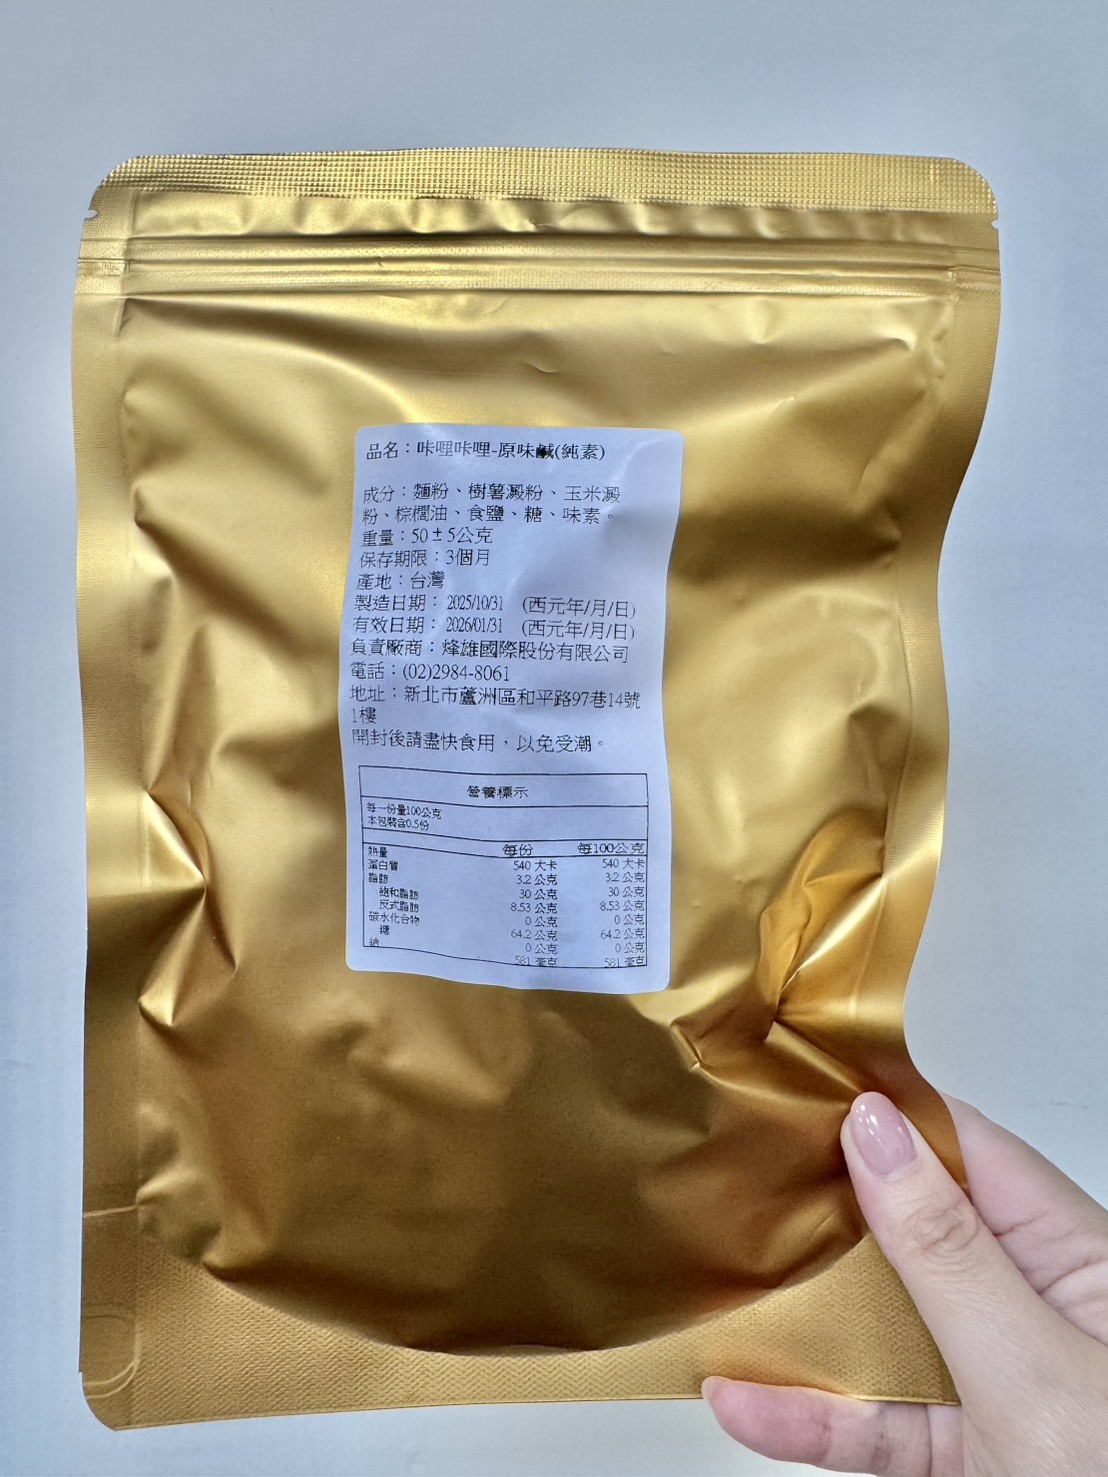 品名：咔哩咔哩-原味鹹(純素)
成分：麵粉、樹薯澱粉、玉米澱
粉、棕櫚油、食鹽、糖、味素。
重量：50±5公克
保存期限：3個月
產地：台灣
製造日期：2025/10/31 (西元年/月/日)
有效日期：2026/01/31 (西元年/月/日)
負責廠商：烽雄國際股份有限公司
電話：(02)2984-8061
地址：新北市蘆洲區和平路97巷14號
1樓
開封後請盡快食用，以免受潮。
營養標示
每一份量100公克
本包裝含0.5份
每份 每100公克
熱量 540 大卡 540 大卡
蛋白質 3.2 公克 3.2 公克
脂肪 30 公克 30 公克
飽和脂肪 8.53 公克 8.53 公克
反式脂肪 0 公克 0 公克
碳水化合物 64.2 公克 64.2 公克
糖 0 公克 0 公克
鈉 581 毫克 581 毫克